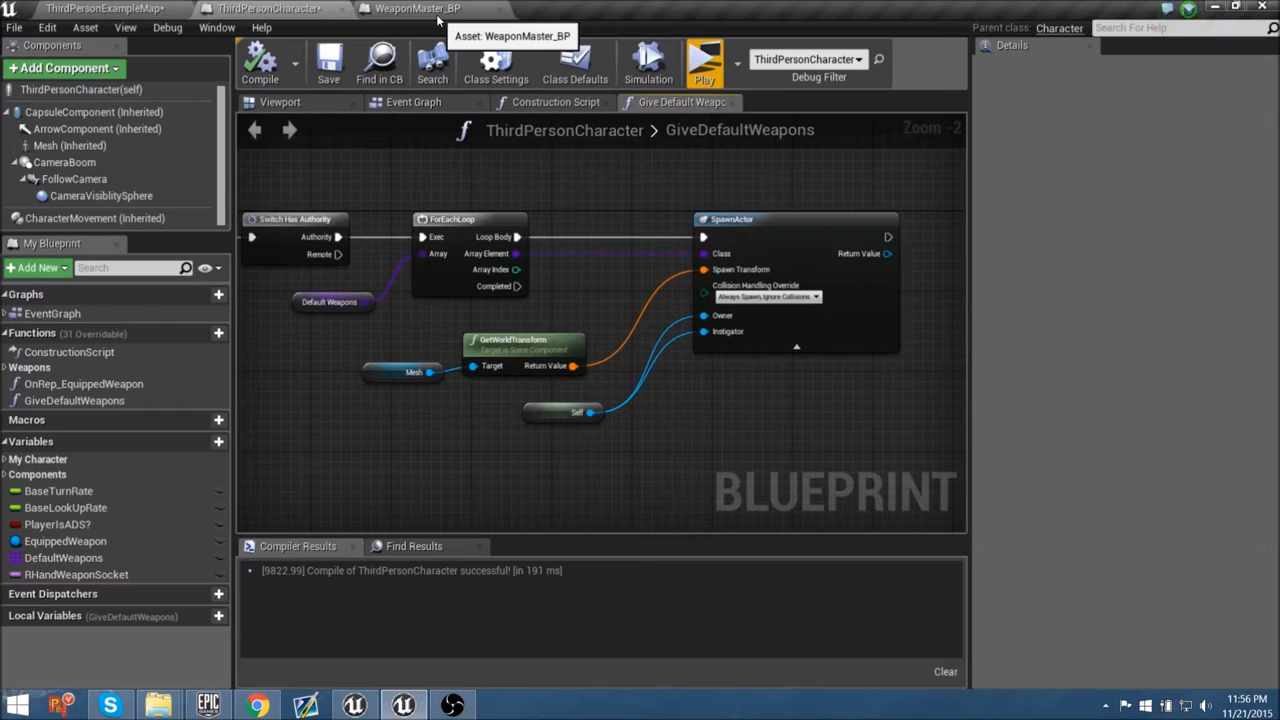 ThirdPersonExampleMap*
ThirdPersonCharacter*
WeaponMaster_BP
File Edit Asset View Debug Window Help
Asset: WeaponMaster_BP
Parent class: Character
Search For Help
Components
Add Component
ThirdPersonCharacter(self)
CapsuleComponent (Inherited)
ArrowComponent (Inherited)
Mesh (Inherited)
CameraBoom
FollowCamera
CameraVisiblitySphere
CharacterMovement (Inherited)
My Blueprint
Add New
Search
Graphs
EventGraph
Functions (31 Overridable)
ConstructionScript
Weapons
OnRep_EquippedWeapon
GiveDefaultWeapons
Macros
Variables
My Character
Components
BaseTurnRate
BaseLookUpRate
PlayerIsADS?
EquippedWeapon
DefaultWeapons
RHandWeaponSocket
Event Dispatchers
Local Variables (GiveDefaultWeapons)
Compile
Save
Find in CB
Search
Class Settings
Class Defaults
Simulation
Play
ThirdPersonCharacter
Debug Filter
Viewport
Event Graph
Construction Script
Give Default Weapc
ThirdPersonCharacter > GiveDefaultWeapons
Zoom -2
Switch Has Authority
Authority
Remote
Default Weapons
ForEachLoop
Exec Loop Body
Array Array Element
Array Index
Completed
Mesh
GetWorldTransform
Target is Scene Component
Target Return Value
Self
SpawnActor
Class Return Value
Spawn Transform
Collision Handling Override
Always Spawn, Ignore Collisions
Owner
Instigator
BLUEPRINT
Compiler Results
Find Results
[9822.99] Compile of ThirdPersonCharacter successful! [in 191 ms]
Clear
Details
EPIC
GAMES
11:56 PM
11/21/2015